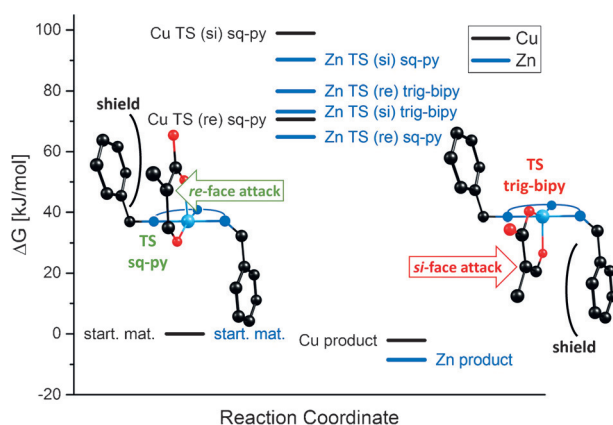 100
80
60
40
20
0
-20
ΔG [kJ/mol]
Cu TS (si) sq-py
Zn TS (si) sq-py
Zn TS (re) trig-bipy
Zn TS (si) trig-bipy
Cu TS (re) sq-py
Zn TS (re) sq-py
Cu
Zn
shield
re-face attack
TS
sq-py
TS
trig-bipy
si-face attack
shield
start. mat.
start. mat.
Cu product
Zn product
Reaction Coordinate